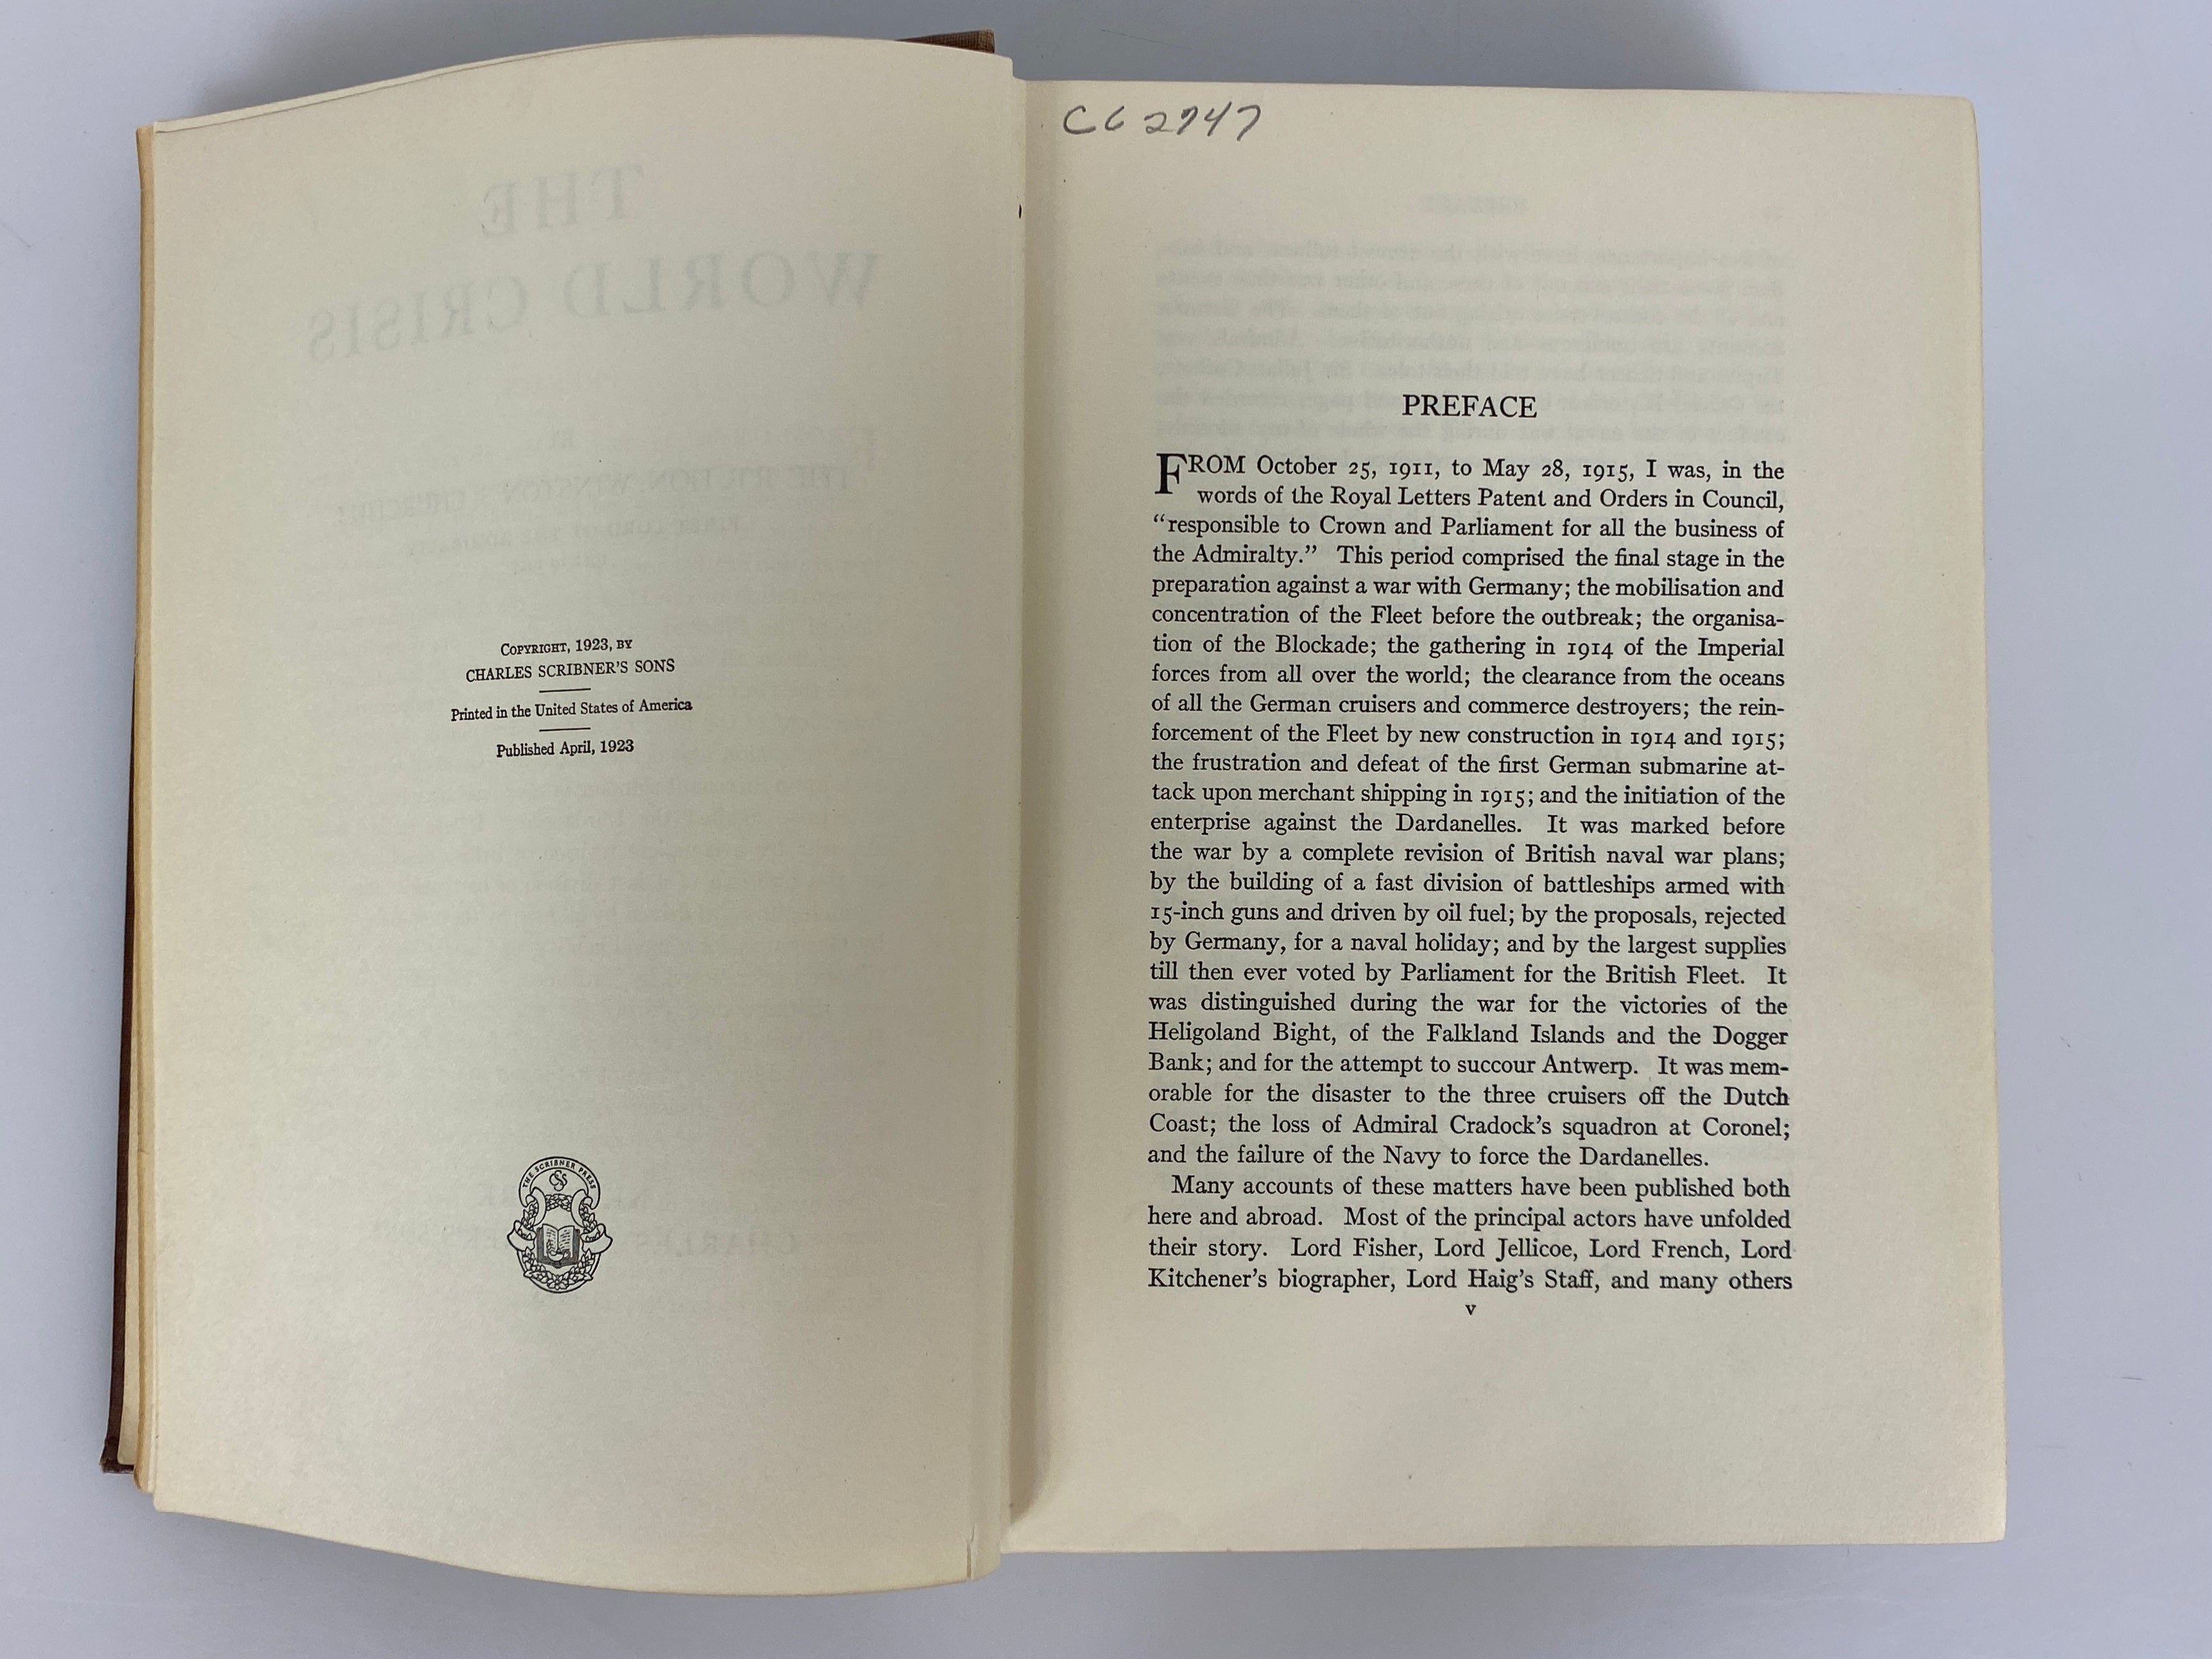 THE
WORLD CRISIS
BY
COPYRIGHT, 1923, BY
CHARLES SCRIBNER'S SONS
Printed in the United States of America
Published April, 1923
THE SCRIBNER PRESS
CSS
C6 2747
PREFACE
FROM October 25, 1911, to May 28, 1915, I was, in the
words of the Royal Letters Patent and Orders in Council,
“responsible to Crown and Parliament for all the business of
the Admiralty.” This period comprised the final stage in the
preparation against a war with Germany; the mobilisation and
concentration of the Fleet before the outbreak; the organisa-
tion of the Blockade; the gathering in 1914 of the Imperial
forces from all over the world; the clearance from the oceans
of all the German cruisers and commerce destroyers; the rein-
forcement of the Fleet by new construction in 1914 and 1915;
the frustration and defeat of the first German submarine at-
tack upon merchant shipping in 1915; and the initiation of the
enterprise against the Dardanelles. It was marked before
the war by a complete revision of British naval war plans;
by the building of a fast division of battleships armed with
15-inch guns and driven by oil fuel; by the proposals, rejected
by Germany, for a naval holiday; and by the largest supplies
till then ever voted by Parliament for the British Fleet. It
was distinguished during the war for the victories of the
Heligoland Bight, of the Falkland Islands and the Dogger
Bank; and for the attempt to succour Antwerp. It was mem-
orable for the disaster to the three cruisers off the Dutch
Coast; the loss of Admiral Cradock's squadron at Coronel;
and the failure of the Navy to force the Dardanelles.
Many accounts of these matters have been published both
here and abroad. Most of the principal actors have unfolded
their story. Lord Fisher, Lord Jellicoe, Lord French, Lord
Kitchener's biographer, Lord Haig's Staff, and many others
v